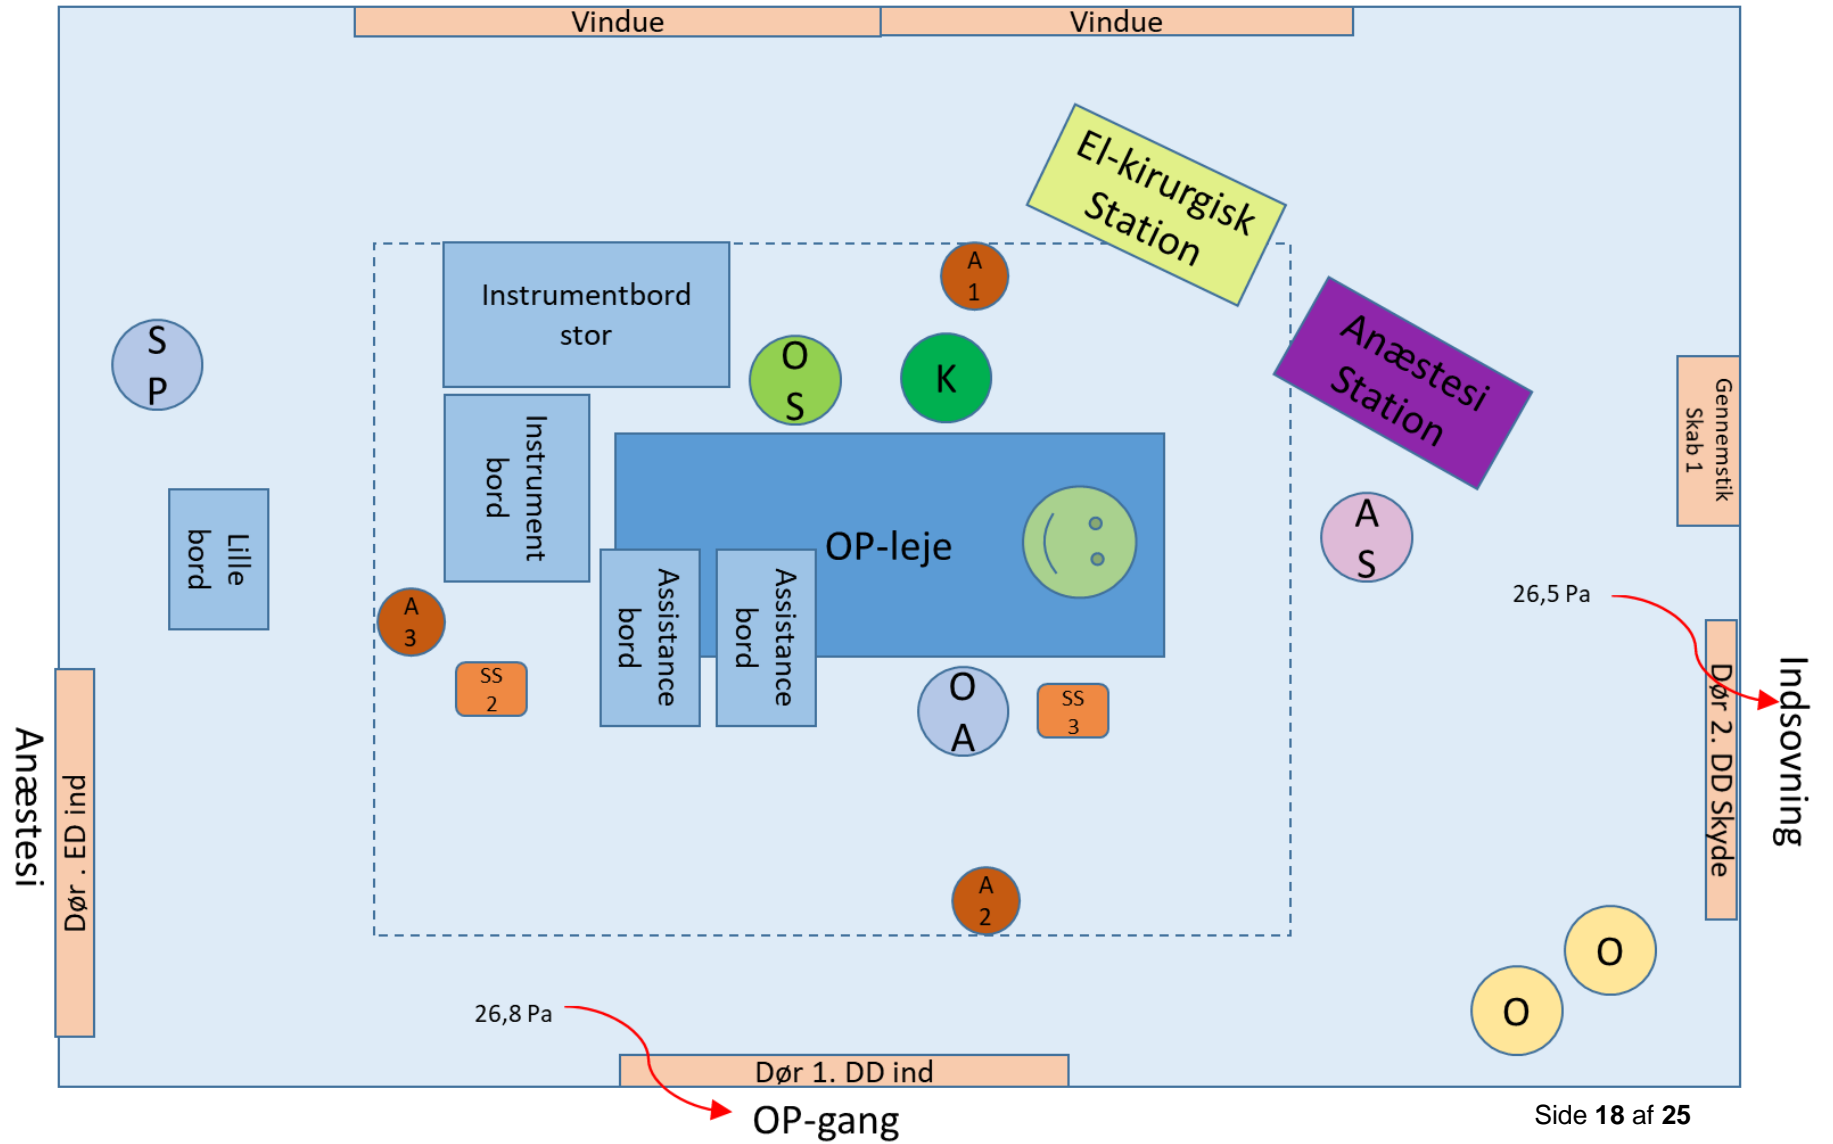 Vindue
Vindue
El-kirurgisk
Station
A
1
Instrumentbord
stor
Anæstesi
Station
S
P
O
S
K
Gennemstik
Skab 1
Instrument
bord
Lille
bord
OP-leje
A
S
Assistance
bord
Assistance
bord
A
3
26,5 Pa
SS
2
O
A
SS
3
Dør 2. DD Skyde
Indsovning
Anæstesi
Dør . ED ind
A
2
O
O
26,8 Pa
Dør 1. DD ind
OP-gang
Side 18 af 25